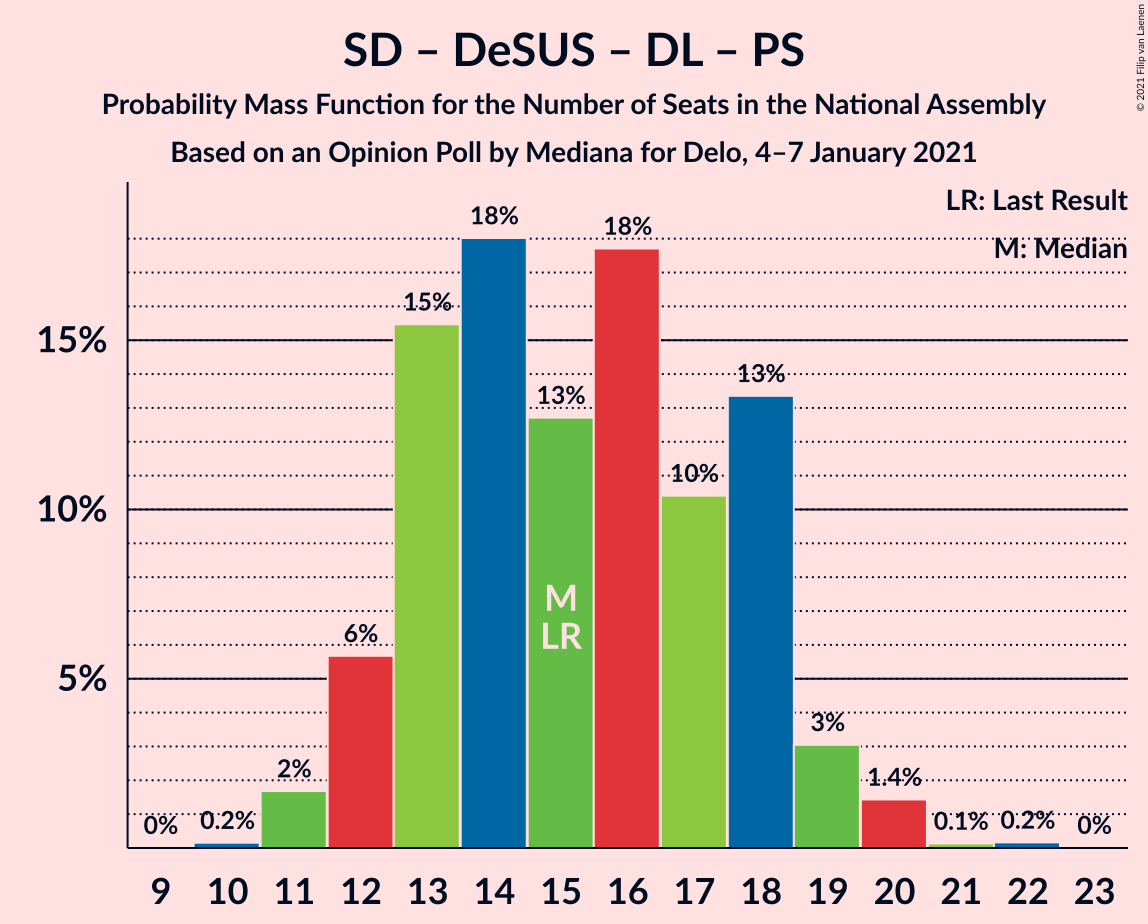 SD – DeSUS – DL – PS
Probability Mass Function for the Number of Seats in the National Assembly
Based on an Opinion Poll by Mediana for Delo, 4–7 January 2021
© 2021 Filip van Laenen
LR: Last Result
M: Median
15%
10%
5%
0%
0.2%
2%
6%
15%
18%
13%
18%
10%
13%
3%
1.4%
0.1%
0.2%
0%
M
LR
9 10 11 12 13 14 15 16 17 18 19 20 21 22 23